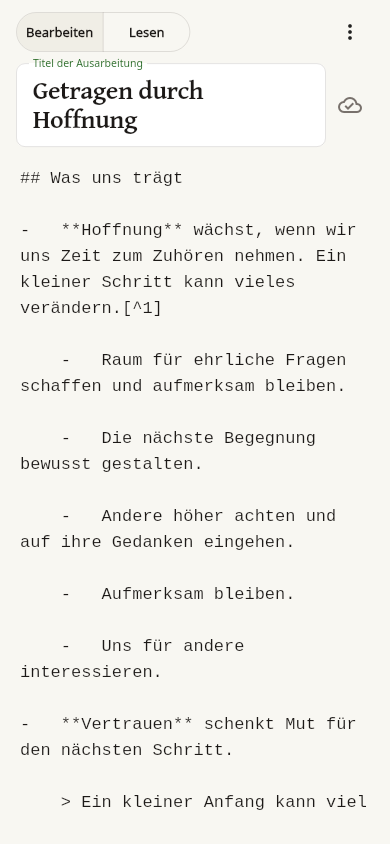 Bearbeiten Lesen
Titel der Ausarbeitung
Getragen durch
Hoffnung
## Was uns trägt
-   **Hoffnung** wächst, wenn wir
uns Zeit zum Zuhören nehmen. Ein
kleiner Schritt kann vieles
verändern.[^1]
    -   Raum für ehrliche Fragen
schaffen und aufmerksam bleiben.
    -   Die nächste Begegnung
bewusst gestalten.
    -   Andere höher achten und
auf ihre Gedanken eingehen.
    -   Aufmerksam bleiben.
    -   Uns für andere
interessieren.
-   **Vertrauen** schenkt Mut für
den nächsten Schritt.
    > Ein kleiner Anfang kann viel